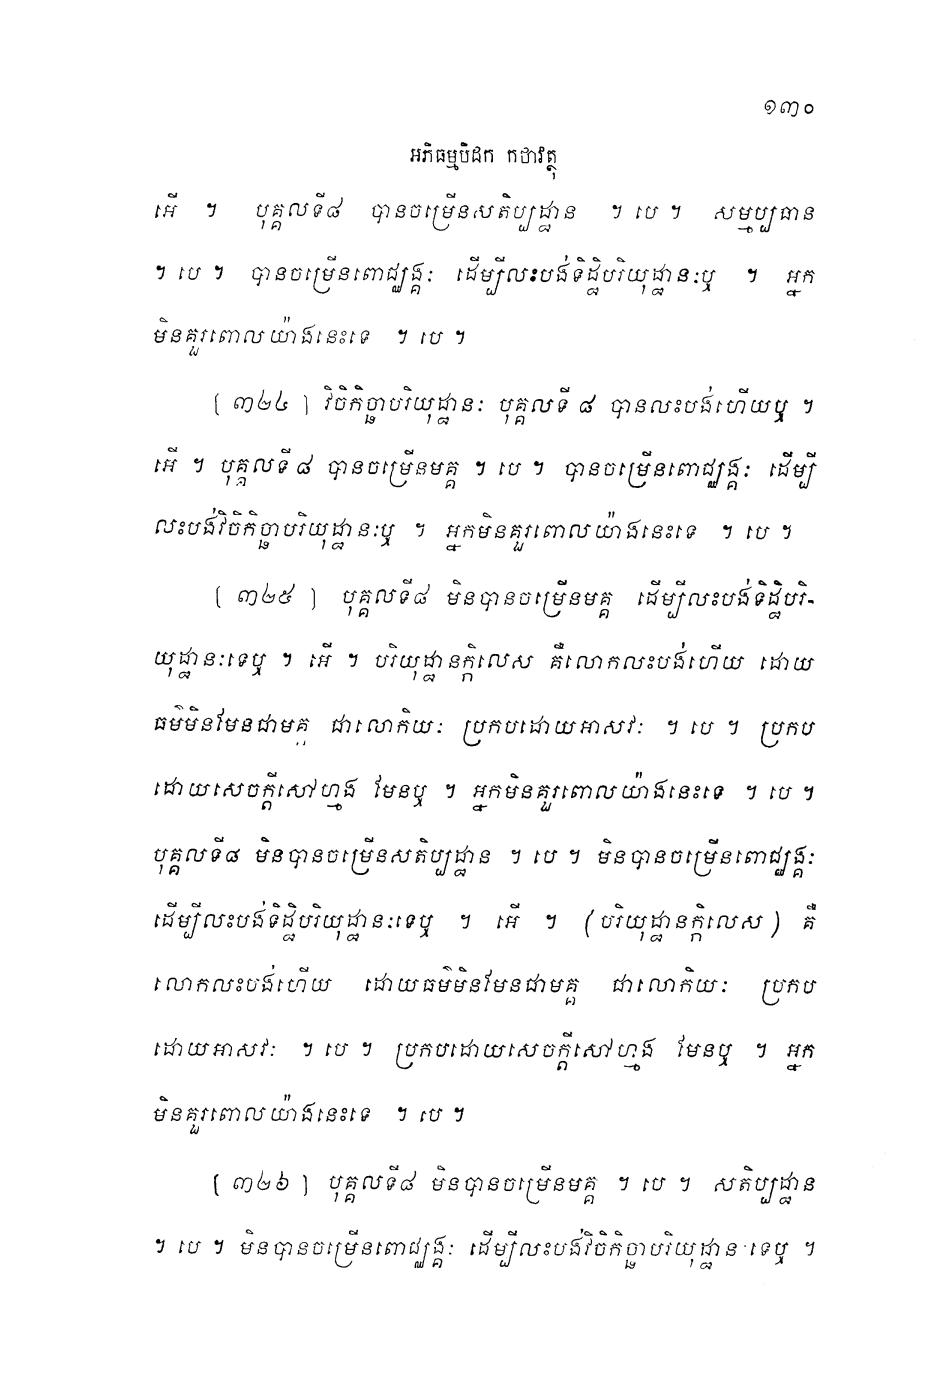 ១៣០
អភិធម្មបិដក កថាវត្ថុ
អើ ។ បុគ្គលទី៨ បានចម្រើនសតិប្បដ្ឋាន ។ បេ ។ សម្មប្បធាន
។ បេ ។ បានចម្រើនពោជ្ឈង្គៈ ដើម្បីលះបង់ទិដ្ឋិបរិយុដ្ឋានៈឬ ។ អ្នក
មិនគួរពោលយ៉ាងនេះទេ ។ បេ ។
[ ៣២៤ ] វិចិកិច្ឆាបរិយុដ្ឋានៈ បុគ្គលទី ៨ បានលះបង់ហើយឬ ។
អើ ។ បុគ្គលទី ៨ បានចម្រើនមគ្គ ។ បេ ។ បានចម្រើនពោជ្ឈង្គៈ ដើម្បី
លះបង់វិចិកិច្ឆាបរិយុដ្ឋានៈឬ ។ អ្នកមិនគួរពោលយ៉ាងនេះទេ ។ បេ ។
[ ៣២៥ ] បុគ្គលទី៨ មិនបានចម្រើនមគ្គ ដើម្បីលះបង់ទិដ្ឋិបរិ-
យុដ្ឋានៈទេឬ ។ អើ ។ បរិយុដ្ឋានក្កិលេស គឺលោកលះបង់ហើយ ដោយ
ធម៌មិនមែនជាមគ្គ ជាលោកិយៈ ប្រកបដោយអាសវៈ ។ បេ ។ ប្រកប
ដោយសេចក្តីសៅហ្មង មែនឬ ។ អ្នកមិនគួរពោលយ៉ាងនេះទេ ។ បេ ។
បុគ្គលទី៨ មិនបានចម្រើនសតិប្បដ្ឋាន ។ បេ ។ មិនបានចម្រើនពោជ្ឈង្គៈ
ដើម្បីលះបង់ទិដ្ឋិបរិយុដ្ឋានៈទេឬ ។ អើ ។ (បរិយុដ្ឋានក្កិលេស) គឺ
លោកលះបង់ហើយ ដោយធម៌មិនមែនជាមគ្គ ជាលោកិយៈ ប្រកប
ដោយអាសវៈ ។ បេ ។ ប្រកបដោយសេចក្តីសៅហ្មង មែនឬ ។ អ្នក
មិនគួរពោលយ៉ាងនេះទេ ។ បេ ។
[ ៣២៦ ] បុគ្គលទី៨ មិនបានចម្រើនមគ្គ ។ បេ ។ សតិប្បដ្ឋាន
។ បេ ។ មិនបានចម្រើនពោជ្ឈង្គៈ ដើម្បីលះបង់វិចិកិច្ឆាបរិយុដ្ឋានៈទេឬ ។